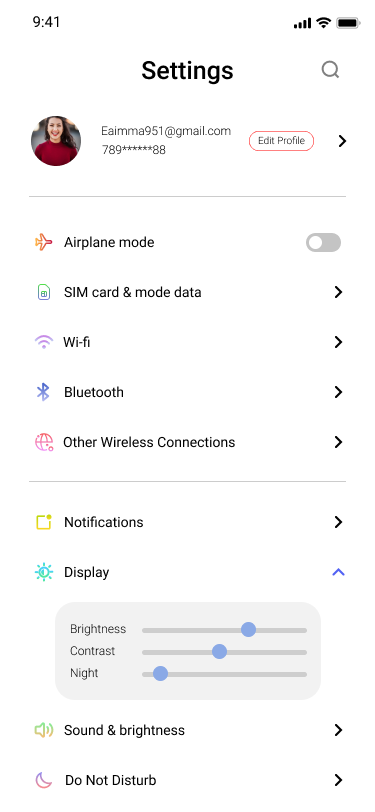 9:41
Settings
Eaimma951@gmail.com
789******88
Edit Profile
Airplane mode
SIM card & mode data
Wi-fi
Bluetooth
Other Wireless Connections
Notifications
Display
Brightness
Contrast
Night
Sound & brightness
Do Not Disturb